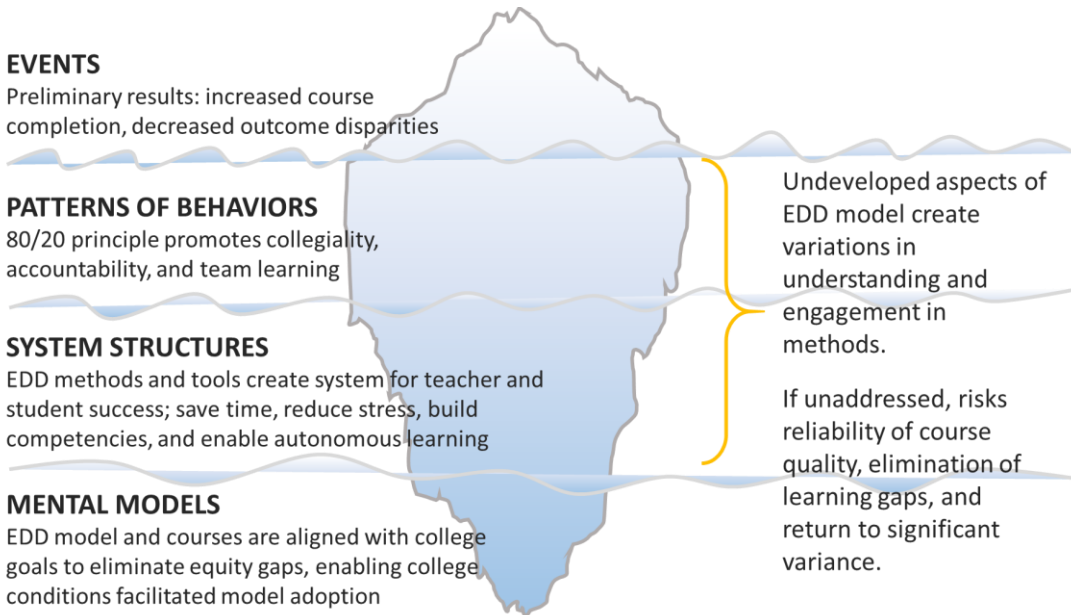 EVENTS
Preliminary results: increased course
completion, decreased outcome disparities
PATTERNS OF BEHAVIORS
80/20 principle promotes collegiality,
accountability, and team learning
SYSTEM STRUCTURES
EDD methods and tools create system for teacher and
student success; save time, reduce stress, build
competencies, and enable autonomous learning
MENTAL MODELS
EDD model and courses are aligned with college
goals to eliminate equity gaps, enabling college
conditions facilitated model adoption
Undeveloped aspects of
EDD model create
variations in
understanding and
engagement in
methods.
If unaddressed, risks
reliability of course
quality, elimination of
learning gaps, and
return to significant
variance.